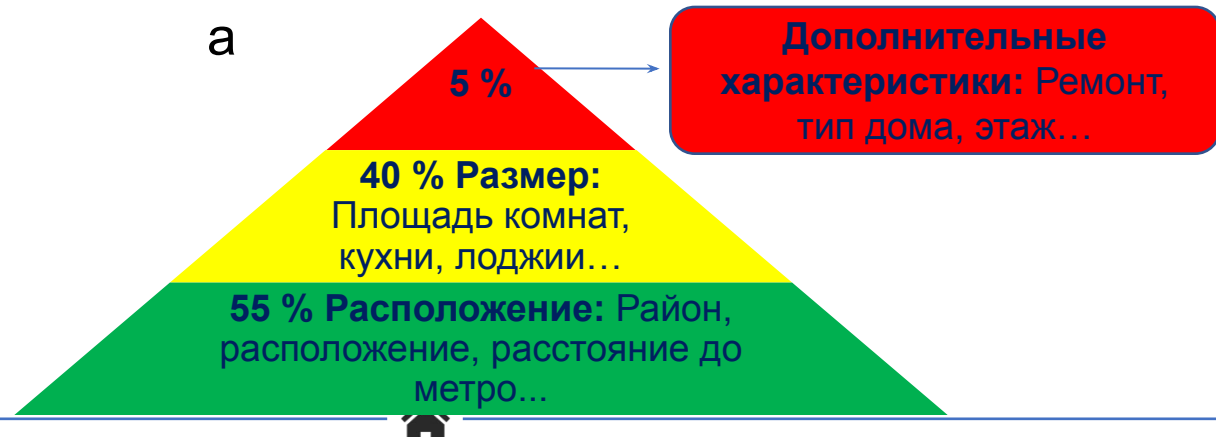 а
5 %
Дополнительные
характеристики: Ремонт,
тип дома, этаж…
40 % Размер:
Площадь комнат,
кухни, лоджии…
55 % Расположение: Район,
расположение, расстояние до
метро...